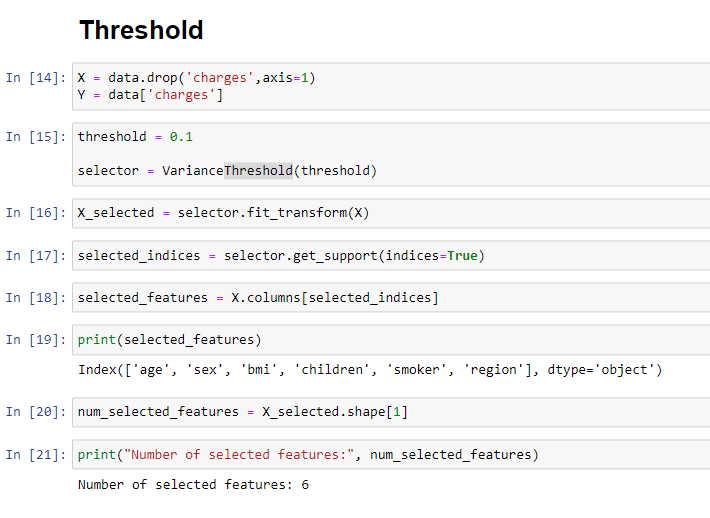 Threshold
In [14]: X = data.drop('charges',axis=1)
Y = data['charges']
In [15]: threshold = 0.1
selector = VarianceThreshold(threshold)
In [16]: X_selected = selector.fit_transform(X)
In [17]: selected_indices = selector.get_support(indices=True)
In [18]: selected_features = X.columns[selected_indices]
In [19]: print(selected_features)
Index(['age', 'sex', 'bmi', 'children', 'smoker', 'region'], dtype='object')
In [20]: num_selected_features = X_selected.shape[1]
In [21]: print("Number of selected features:", num_selected_features)
Number of selected features: 6